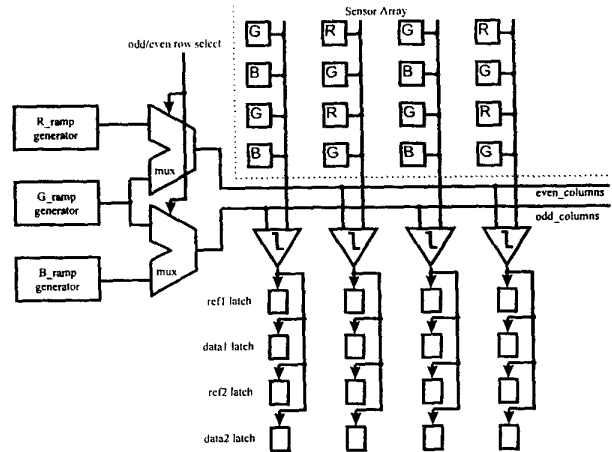 Sensor Array
odd/even row select
G R G R
B G B G
R_ramp
generator
G R G R
mux
B G B G
G_ramp
generator
even_columns
odd_columns
mux
B_ramp
generator
ref1 latch
data1 latch
ref2 latch
data2 latch